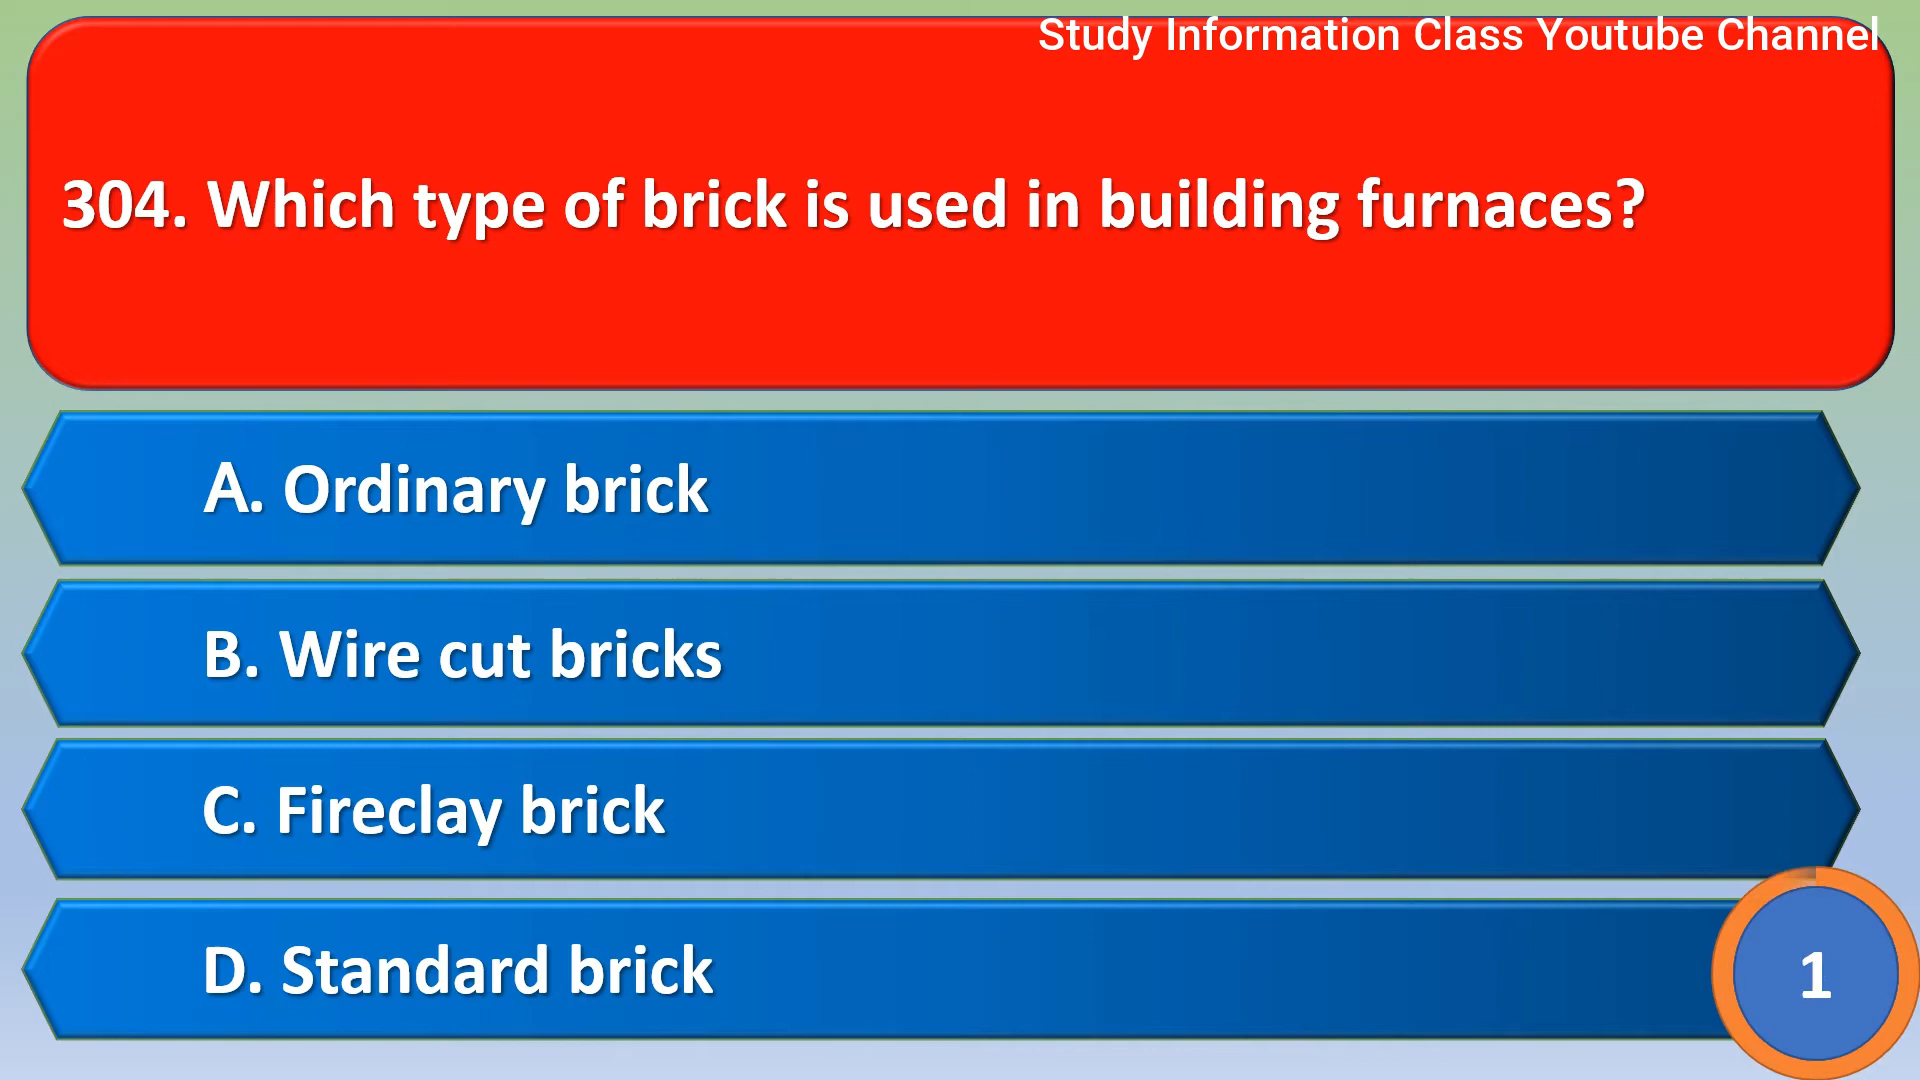 Study Information Class Youtube Channel
304. Which type of brick is used in building furnaces?
A. Ordinary brick
B. Wire cut bricks
C. Fireclay brick
D. Standard brick
1